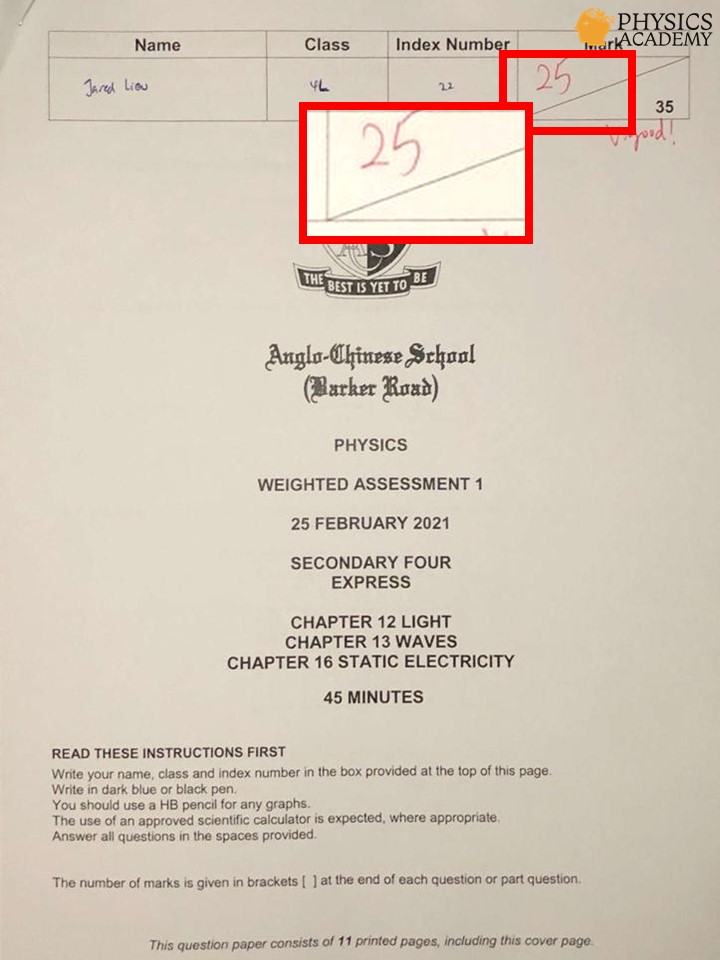 PHYSICS
ACADEMY
Name Class Index Number Mark
Jared Liew 4L 22 25 35
V.good!
25
THE BEST IS YET TO BE
Anglo-Chinese School
(Barker Road)
PHYSICS
WEIGHTED ASSESSMENT 1
25 FEBRUARY 2021
SECONDARY FOUR
EXPRESS
CHAPTER 12 LIGHT
CHAPTER 13 WAVES
CHAPTER 16 STATIC ELECTRICITY
45 MINUTES
READ THESE INSTRUCTIONS FIRST
Write your name, class and index number in the box provided at the top of this page.
Write in dark blue or black pen.
You should use a HB pencil for any graphs.
The use of an approved scientific calculator is expected, where appropriate.
Answer all questions in the spaces provided.
The number of marks is given in brackets [ ] at the end of each question or part question.
This question paper consists of 11 printed pages, including this cover page.